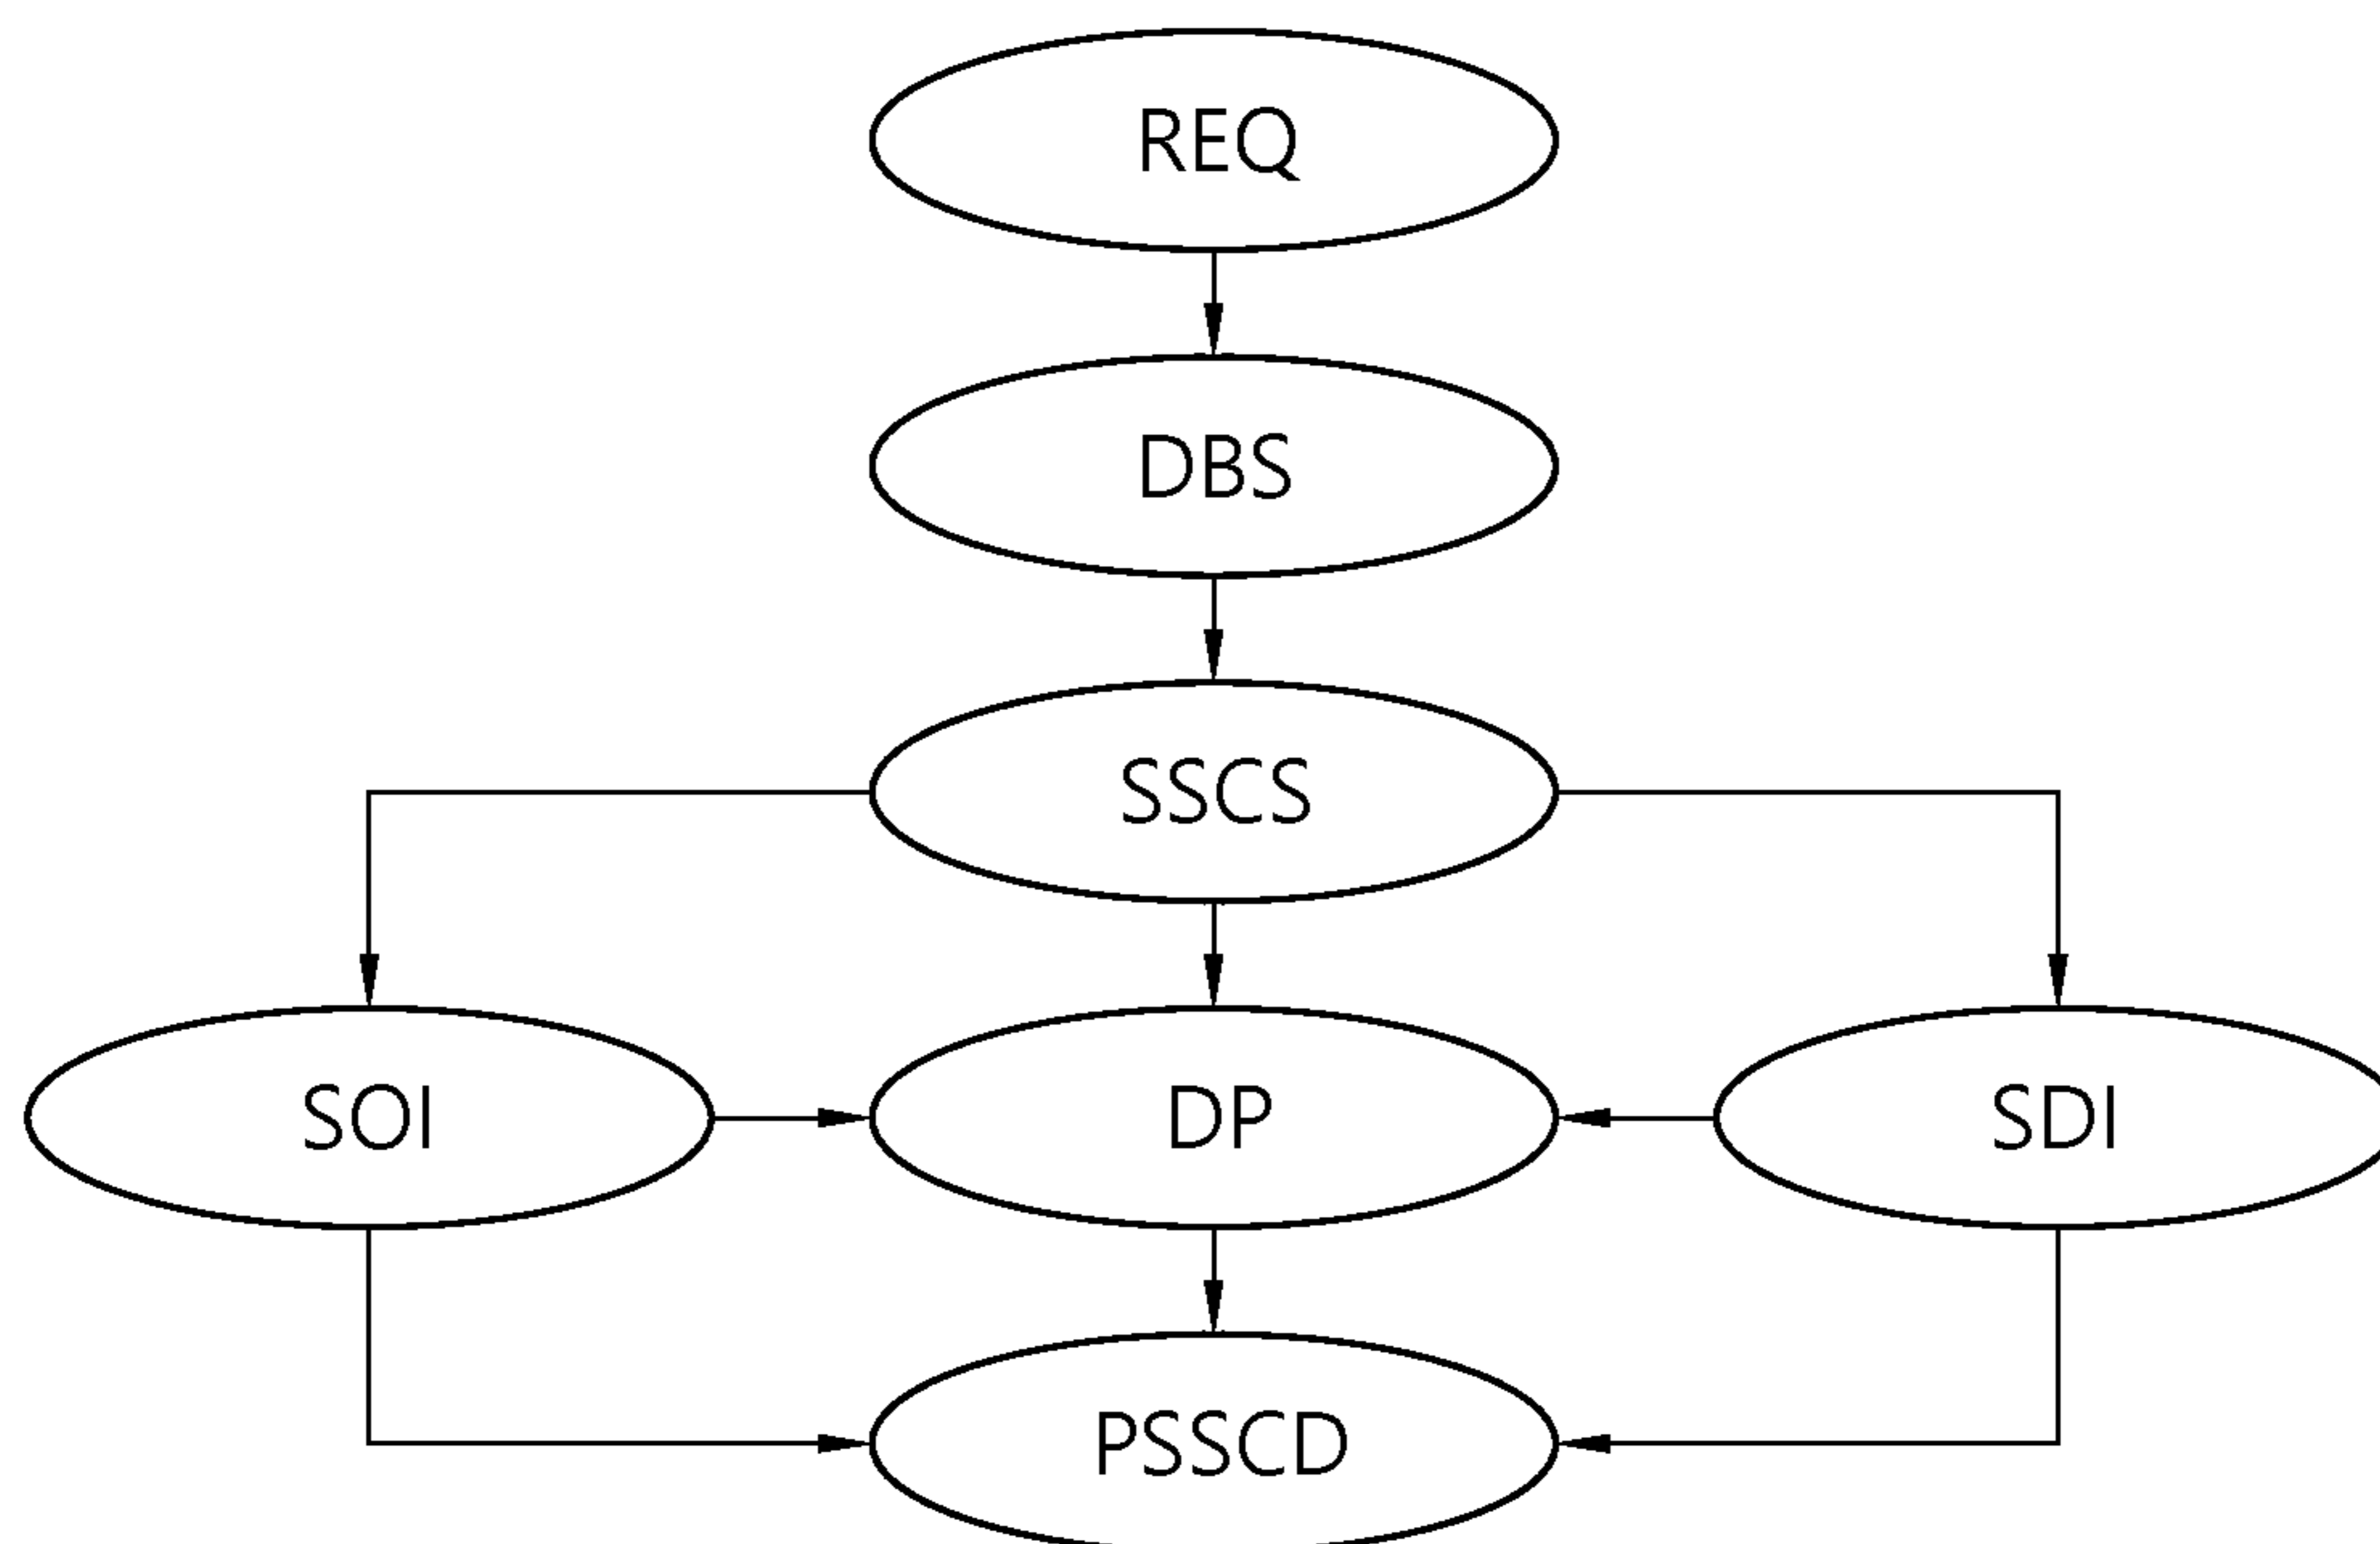 REQ
DBS
SSCS
SOI
DP
SDI
PSSCD